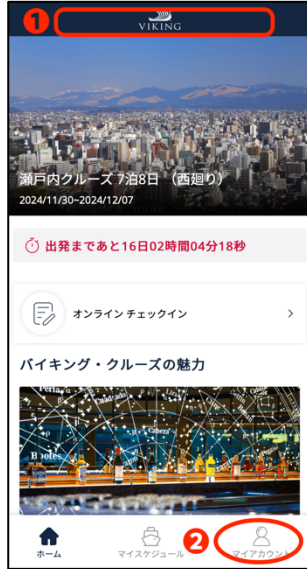 ❶
VIKING
瀬戸内クルーズ 7泊8日 （西廻り）
2024/11/30~2024/12/07
出発まであと16日02時間04分18秒
オンライン チェックイン
バイキング・クルーズの魅力
Cabeza
Bootes
ホーム
マイスケジュール
❷
マイアカウント